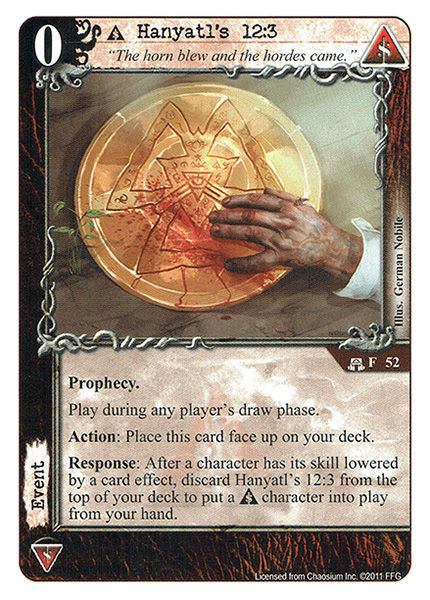 0
Hanyatl's 12:3
"The horn blew and the hordes came."
Illus. German Nobile
F 52
Prophecy.
Play during any player's draw phase.
Action: Place this card face up on your deck.
Response: After a character has its skill lowered
by a card effect, discard Hanyatl's 12:3 from the
top of your deck to put a character into play
from your hand.
Event
Licensed from Chaosium Inc. ©2011 FFG